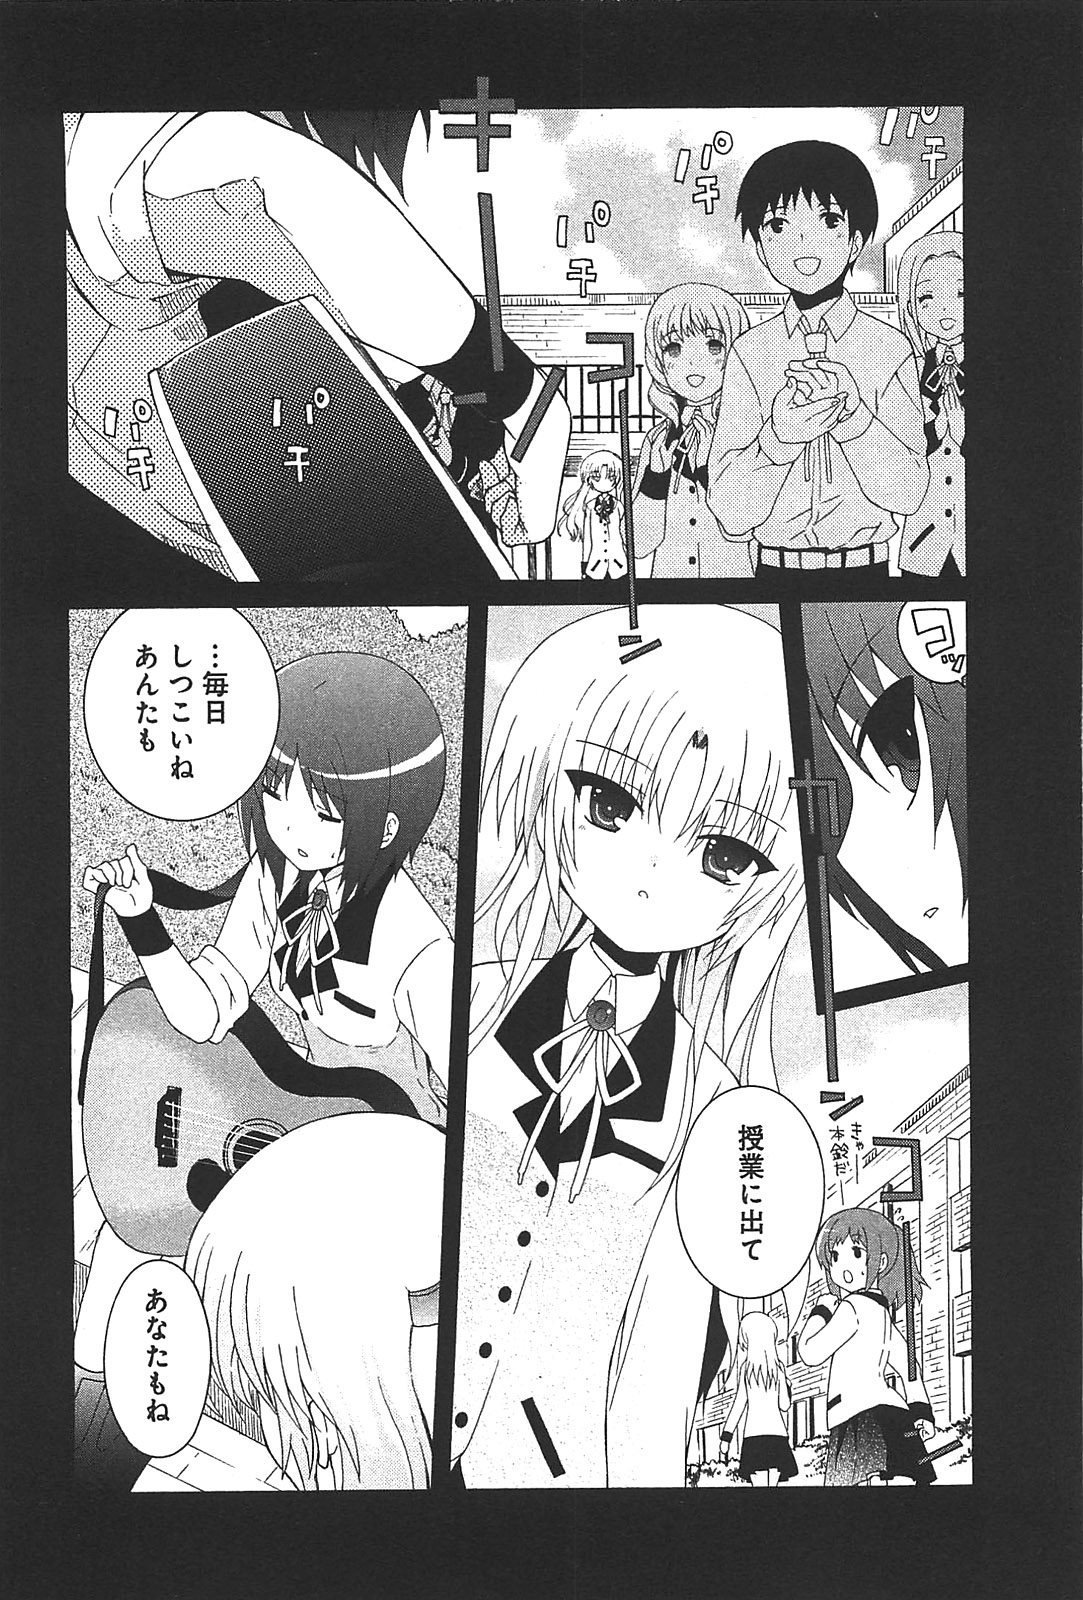 パチ
パチ
パチ
パチ
パチ
キーンコーン
コッ
カーンコーン
きゃー
本鈴だ
授業に出て
…毎日
しつこいね
あんたも
あなたもね